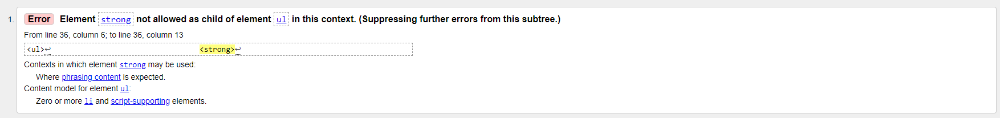 1. Error Element strong not allowed as child of element ul in this context. (Suppressing further errors from this subtree.)
From line 36, column 6; to line 36, column 13
<ul>↩ <strong>↩
Contexts in which element strong may be used:
Where phrasing content is expected.
Content model for element ul:
Zero or more li and script-supporting elements.